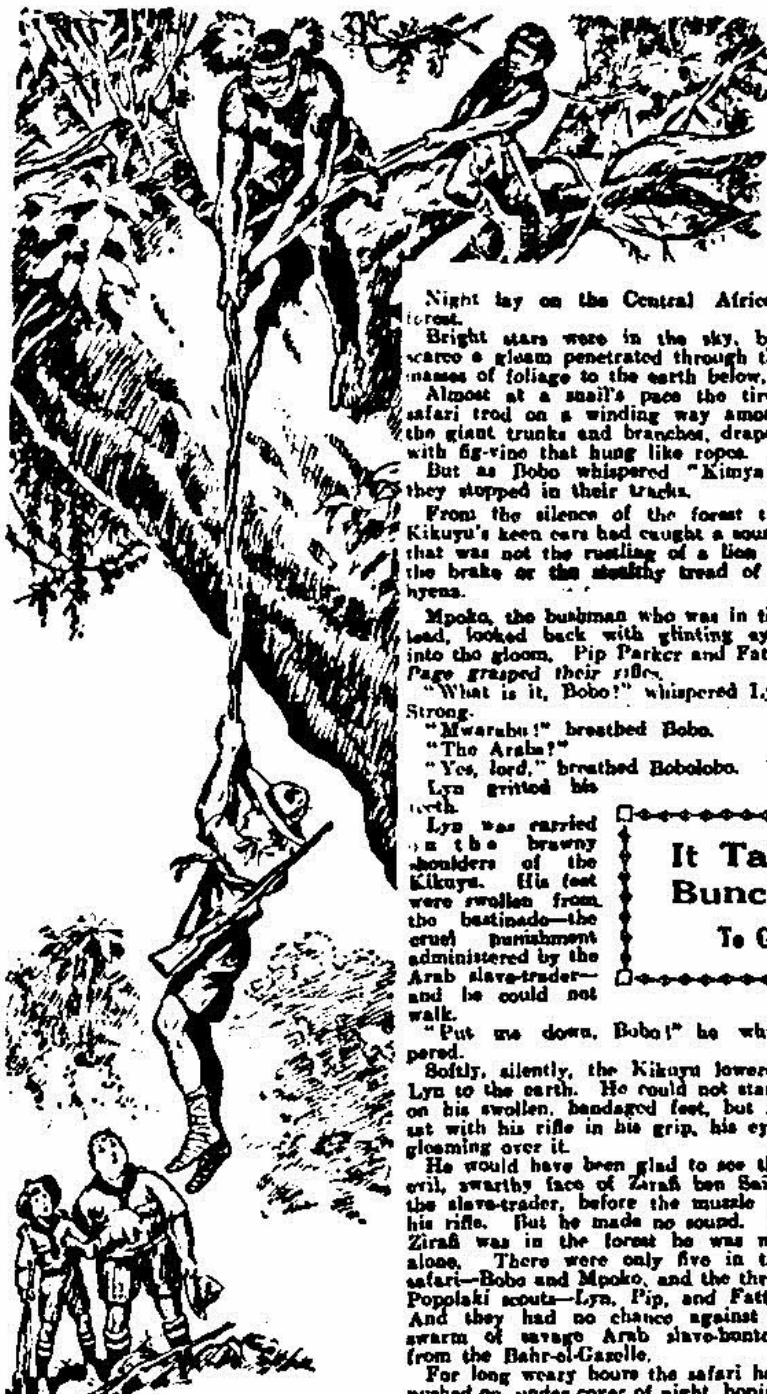 Night lay on the Central Afric
forest.
Bright stars were in the sky, b
scarce a gleam penetrated through t
masses of foliage to the earth below.
Almost at a snail's pace the tir
safari trod on a winding way amo
the giant trunks and branches, drape
with fig-vine that hung like ropes.
But as Bobo whispered "Kimya
they stopped in their tracks.
From the silence of the forest t
Kikuyu's keen ears had caught a soun
that was not the rustling of a lion
the brake or the stealthy tread of
hyena.
Mpoko, the bushman who was in t
lead, looked back with glinting ey
into the gloom. Pip Parker and Fat
Page grasped their rifles.
"What is it, Bobo?" whispered L
Strong.
"Mwarabu!" breathed Bobo.
"The Arabs?"
"Yes, lord," breathed Bobolobo.
Lyn gritted his
teeth.
Lyn was carried
on the brawny
shoulders of the
Kikuyu. His feet
were swollen from
the bastinado—the
cruel punishment
administered by the
Arab slave-trader—
and he could not
walk.
It Ta
Bunc
To G
"Put me down, Bobo!" he whi
pered.
Softly, silently, the Kikuyu lower
Lyn to the earth. He could not stan
on his swollen, bandaged feet, but
sat with his rifle in his grip, his ey
gleaming over it.
He would have been glad to see th
evil, swarthy face of Zirafi ben Sai
the slave-trader, before the muzzle
his rifle. But he made no sound.
Zirafi was in the forest he was n
alone. There were only five in t
safari—Bobo and Mpoko, and the thr
Popolaki scouts—Lyn, Pip, and Fatt
And they had no chance against
swarm of savage Arab slave-hunte
from the Bahr-el-Gazelle.
For long weary hours the safari ha
pushed on, under cover of night, hopi